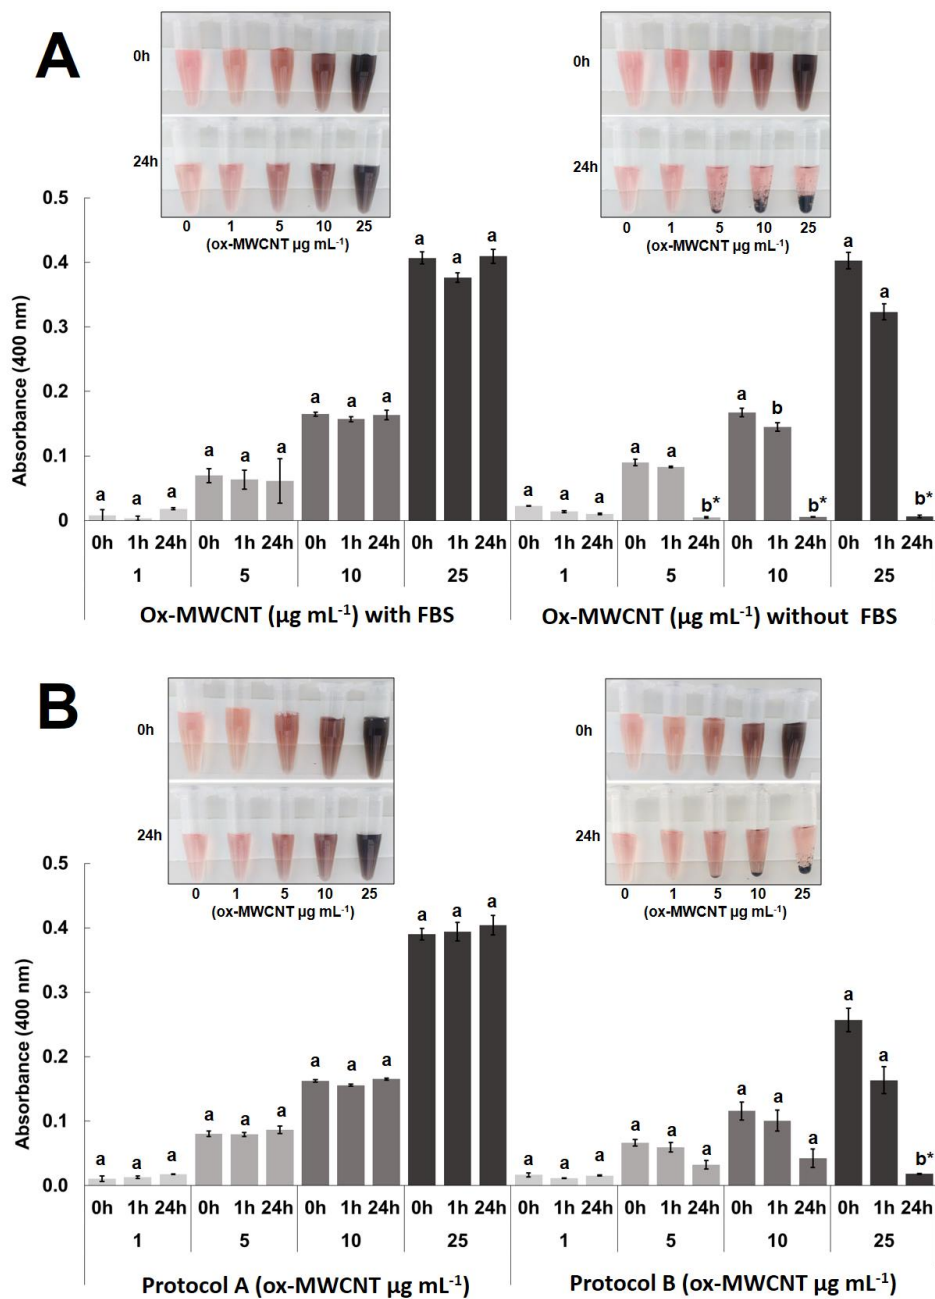 A
0h
24h
0 1 5 10 25
(ox-MWCNT µg mL⁻¹)
0h
24h
0 1 5 10 25
(ox-MWCNT µg mL⁻¹)
Absorbance (400 nm)
0.5
0.4
0.3
0.2
0.1
0
a a a a a a a a a a a a
a a a a a b* a b b* a a b*
0h 1h 24h 0h 1h 24h 0h 1h 24h 0h 1h 24h 0h 1h 24h 0h 1h 24h 0h 1h 24h 0h 1h 24h
1 5 10 25 1 5 10 25
Ox-MWCNT (µg mL⁻¹) with FBS
Ox-MWCNT (µg mL⁻¹) without FBS
B
0h
24h
0 1 5 10 25
(ox-MWCNT µg mL⁻¹)
0h
24h
0 1 5 10 25
(ox-MWCNT µg mL⁻¹)
Absorbance (400 nm)
0.5
0.4
0.3
0.2
0.1
0.0
a a a a a a a a a a a a
a a a a a a a a a a a b*
0h 1h 24h 0h 1h 24h 0h 1h 24h 0h 1h 24h 0h 1h 24h 0h 1h 24h 0h 1h 24h 0h 1h 24h
1 5 10 25 1 5 10 25
Protocol A (ox-MWCNT µg mL⁻¹)
Protocol B (ox-MWCNT µg mL⁻¹)